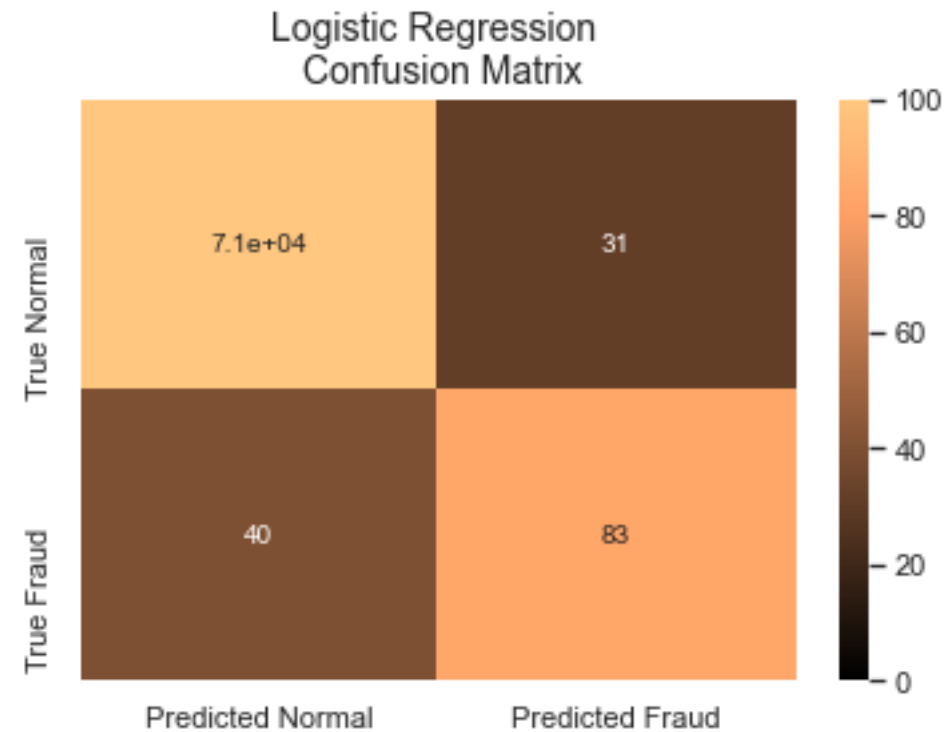 Logistic Regression
Confusion Matrix
True Normal
7.1e+04
31
True Fraud
40
83
Predicted Normal
Predicted Fraud
100
80
60
40
20
0